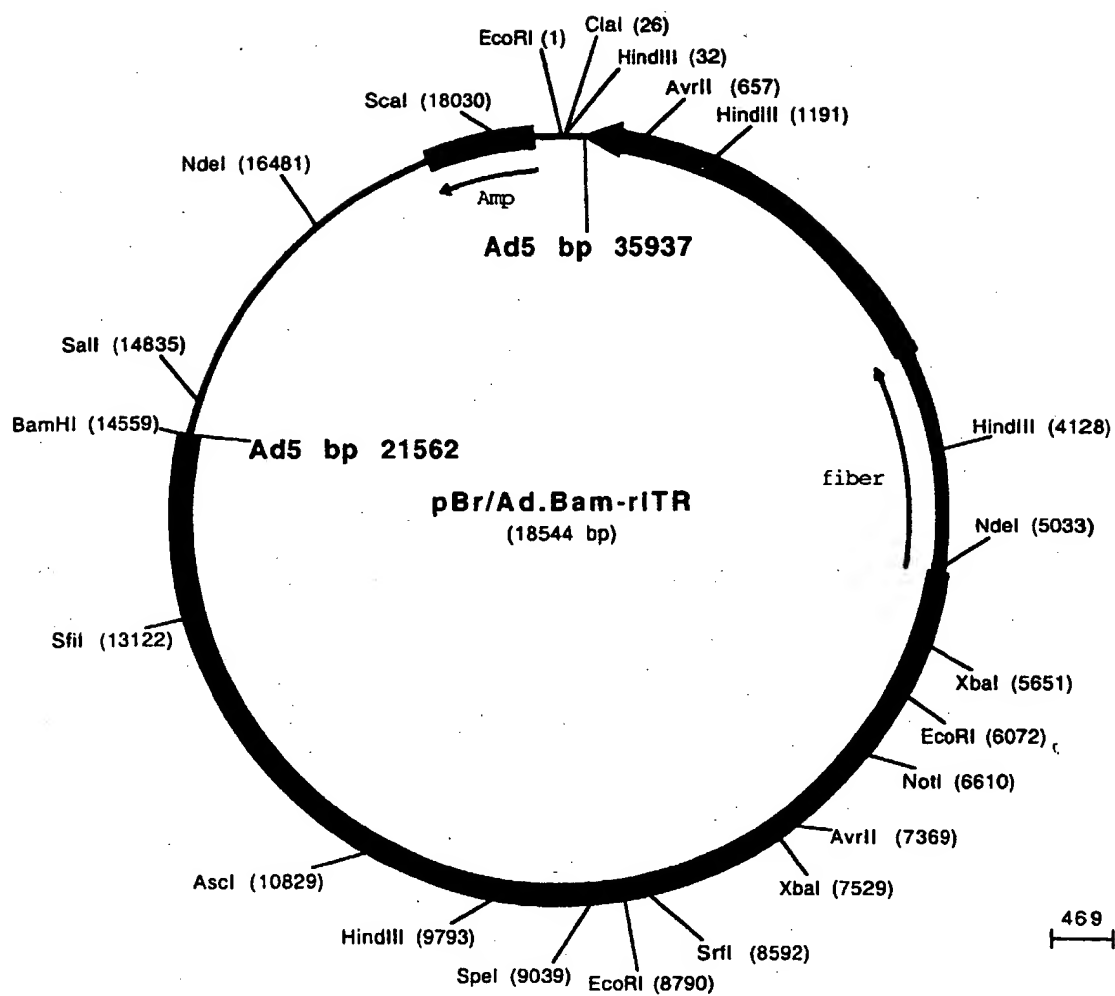 EcoRI (1)
ClaI (26)
HindIII (32)
AvrII (657)
HindIII (1191)
ScaI (18030)
NdeI (16481)
Amp
Ad5 bp 35937
SalI (14835)
BamHI (14559)
Ad5 bp 21562
HindIII (4128)
fiber
pBr/Ad.Bam-rITR
(18544 bp)
NdeI (5033)
SfiI (13122)
XbaI (5651)
EcoRI (6072)
NotI (6610)
AvrII (7369)
XbaI (7529)
AscI (10829)
HindIII (9793)
SrfI (8592)
SpeI (9039)
EcoRI (8790)
469